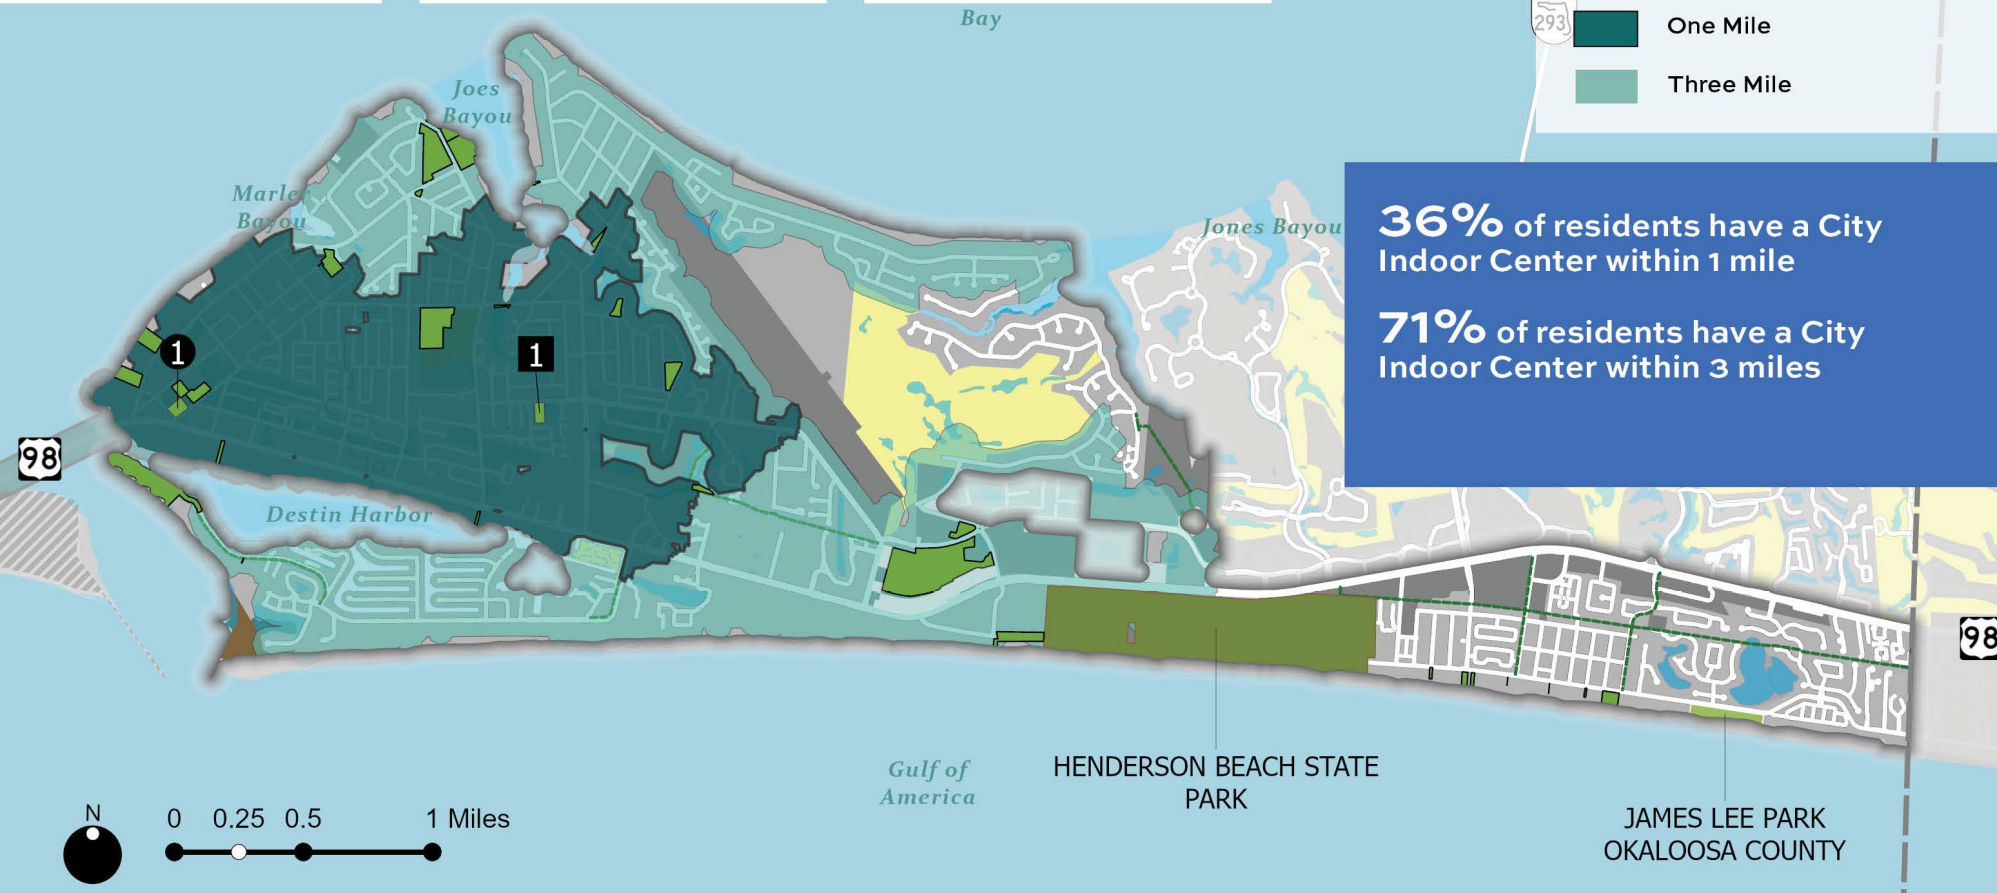 Bay
293
One Mile
Three Mile
Joes
Bayou
Marler
Bayou
Jones Bayou
36% of residents have a City
Indoor Center within 1 mile
71% of residents have a City
Indoor Center within 3 miles
1
1
98
Destin Harbor
98
HENDERSON BEACH STATE
PARK
Gulf of
America
JAMES LEE PARK
OKALOOSA COUNTY
N
0 0.25 0.5 1 Miles